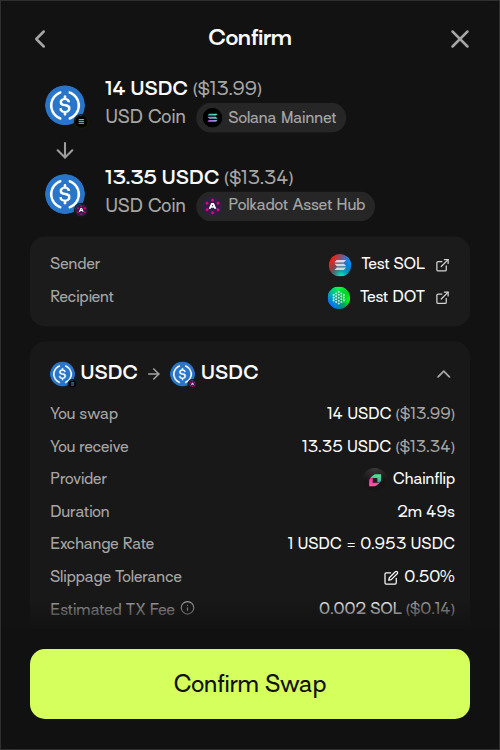 Confirm
14 USDC ($13.99)
USD Coin Solana Mainnet
13.35 USDC ($13.34)
USD Coin Polkadot Asset Hub
Sender Test SOL
Recipient Test DOT
USDC → USDC
You swap 14 USDC ($13.99)
You receive 13.35 USDC ($13.34)
Provider Chainflip
Duration 2m 49s
Exchange Rate 1 USDC = 0.953 USDC
Slippage Tolerance 0.50%
Estimated TX Fee 0.002 SOL ($0.14)
Confirm Swap